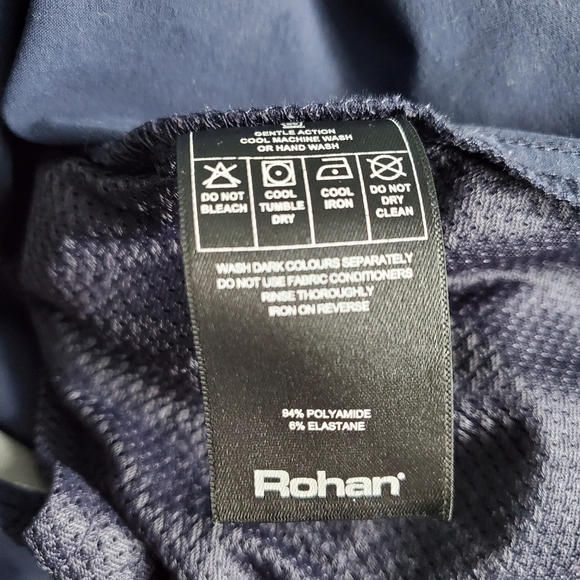 GENTLE ACTION
COOL MACHINE WASH
OR HAND WASH
DO NOT BLEACH
COOL TUMBLE DRY
COOL IRON
DO NOT DRY CLEAN
WASH DARK COLOURS SEPARATELY
DO NOT USE FABRIC CONDITIONERS
RINSE THOROUGHLY
IRON ON REVERSE
94% POLYAMIDE
6% ELASTANE
Rohan®